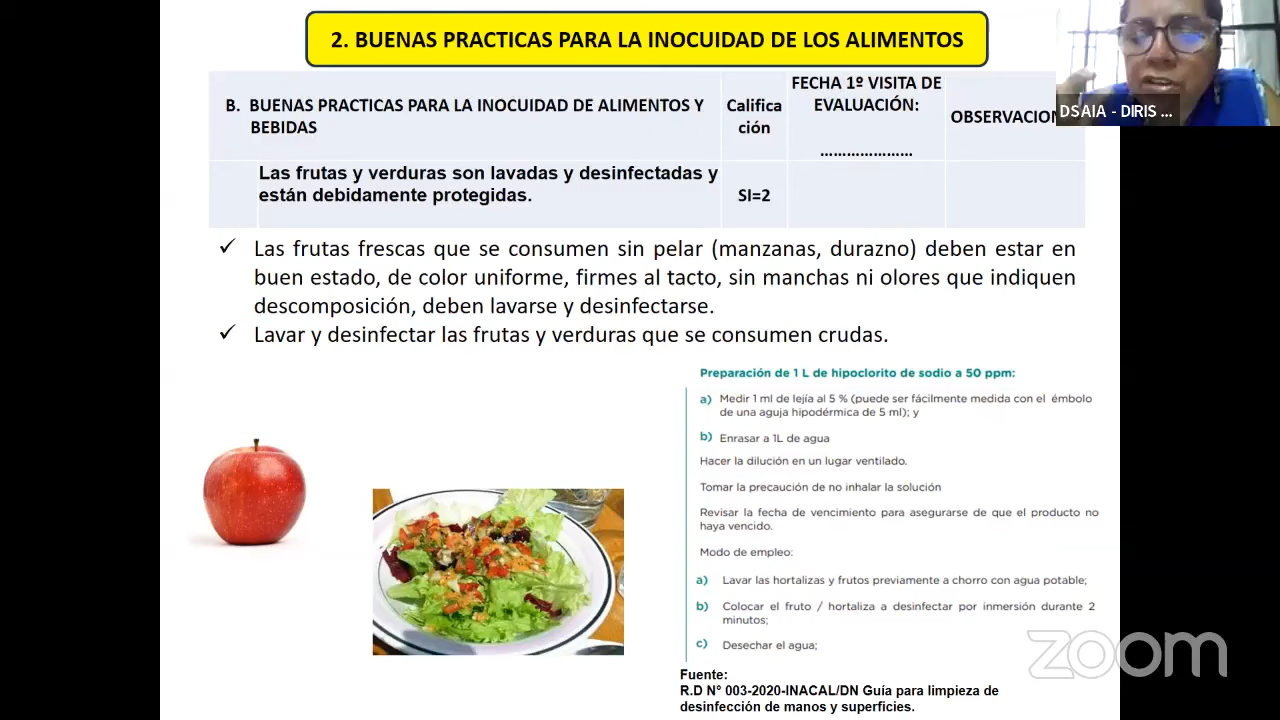 2. BUENAS PRACTICAS PARA LA INOCUIDAD DE LOS ALIMENTOS
B. BUENAS PRACTICAS PARA LA INOCUIDAD DE ALIMENTOS Y
BEBIDAS
Califica
ción
FECHA 1º VISITA DE
EVALUACIÓN:
.....................
OBSERVACION
DSAIA - DIRIS ...
Las frutas y verduras son lavadas y desinfectadas y
están debidamente protegidas.
SI=2
✓ Las frutas frescas que se consumen sin pelar (manzanas, durazno) deben estar en
buen estado, de color uniforme, firmes al tacto, sin manchas ni olores que indiquen
descomposición, deben lavarse y desinfectarse.
✓ Lavar y desinfectar las frutas y verduras que se consumen crudas.
Preparación de 1 L de hipoclorito de sodio a 50 ppm:
a) Medir 1 ml de lejía al 5 % (puede ser fácilmente medida con el émbolo
de una aguja hipodérmica de 5 ml); y
b) Enrasar a 1L de agua
Hacer la dilución en un lugar ventilado.
Tomar la precaución de no inhalar la solución
Revisar la fecha de vencimiento para asegurarse de que el producto no
haya vencido.
Modo de empleo:
a) Lavar las hortalizas y frutos previamente a chorro con agua potable;
b) Colocar el fruto / hortaliza a desinfectar por inmersión durante 2
minutos;
c) Desechar el agua;
zoom
Fuente:
R.D N° 003-2020-INACAL/DN Guía para limpieza de
desinfección de manos y superficies.